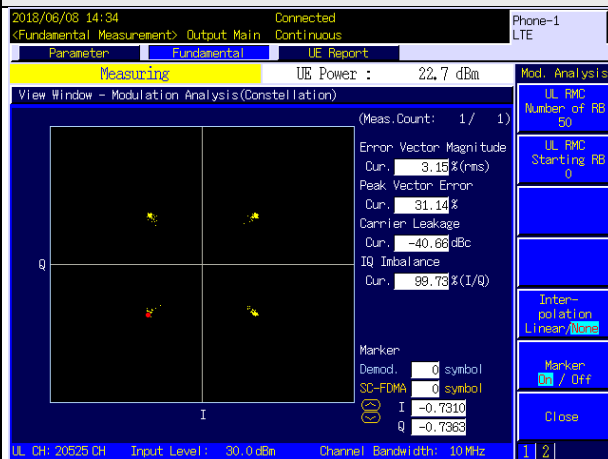 2018/06/08 14:34 Connected Phone-1
<Fundamental Measurement> Output Main Continuous LTE
Parameter Fundamental UE Report
Measuring UE Power : 22.7 dBm Mod. Analysis
View Window - Modulation Analysis(Constellation)
UL RMC
Number of RB
50
(Meas.Count: 1/ 1)
Error Vector Magnitude
Cur. 3.15 %(rms)
Peak Vector Error
Cur. 31.14 %
Carrier Leakage
Cur. -40.66 dBc
IQ Imbalance
Cur. 99.73 %(I/Q)
UL RMC
Starting RB
0
Q
I
Inter-
polation
Linear/None
Marker
Demod. 0 symbol
SC-FDMA 0 symbol
I -0.7310
Q -0.7363
Marker
On / Off
Close
UL CH: 20525 CH Input Level: 30.0 dBm Channel Bandwidth: 10 MHz
1 2